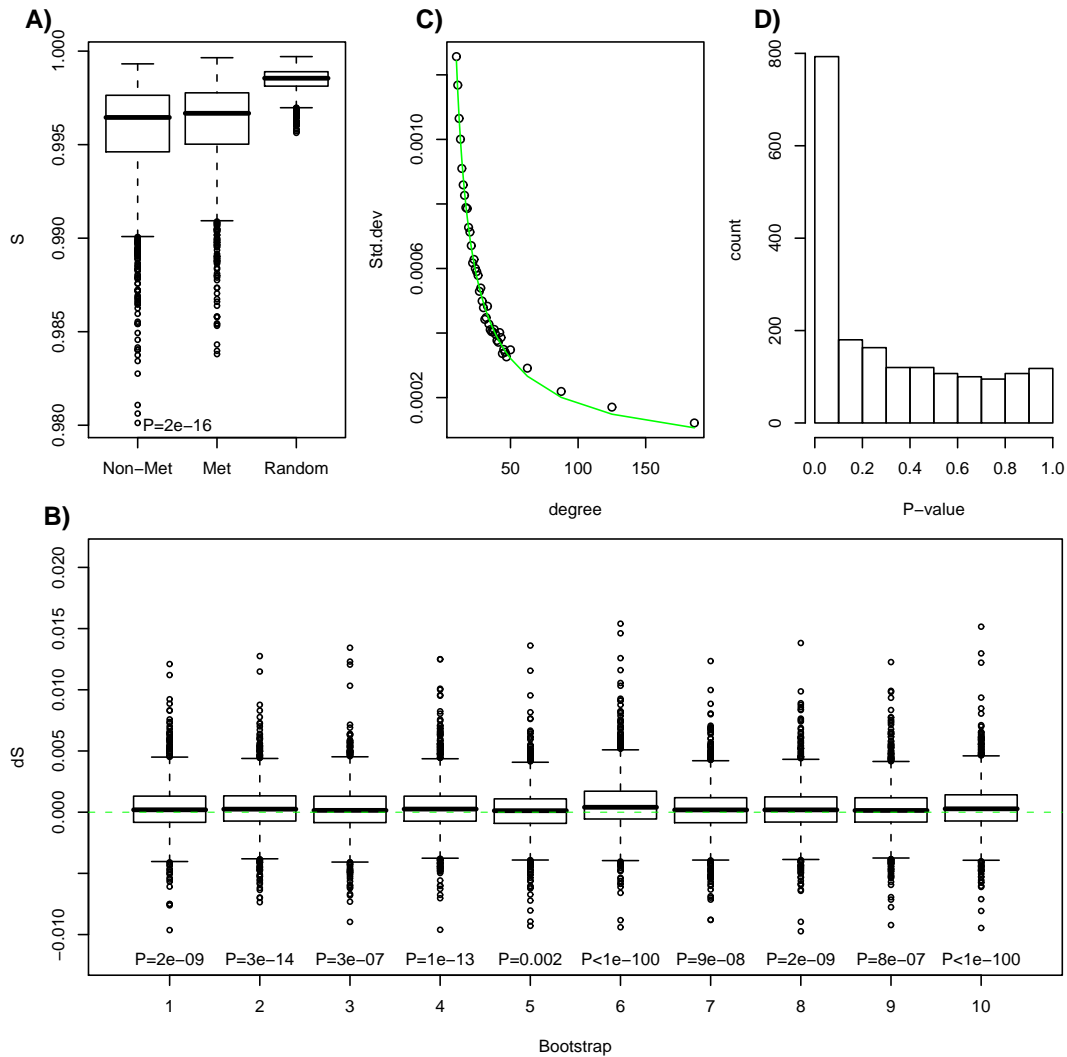 A)
S
1.000
0.995
0.990
0.985
0.980
P=2e−16
Non−Met Met Random
C)
Std.dev
0.0010
0.0006
0.0002
50 100 150
degree
D)
count
800
600
400
200
0
0.0 0.2 0.4 0.6 0.8 1.0
P−value
B)
dS
0.020
0.015
0.010
0.005
0.000
−0.010
P=2e−09 P=3e−14 P=3e−07 P=1e−13 P=0.002 P<1e−100 P=9e−08 P=2e−09 P=8e−07 P<1e−100
1 2 3 4 5 6 7 8 9 10
Bootstrap